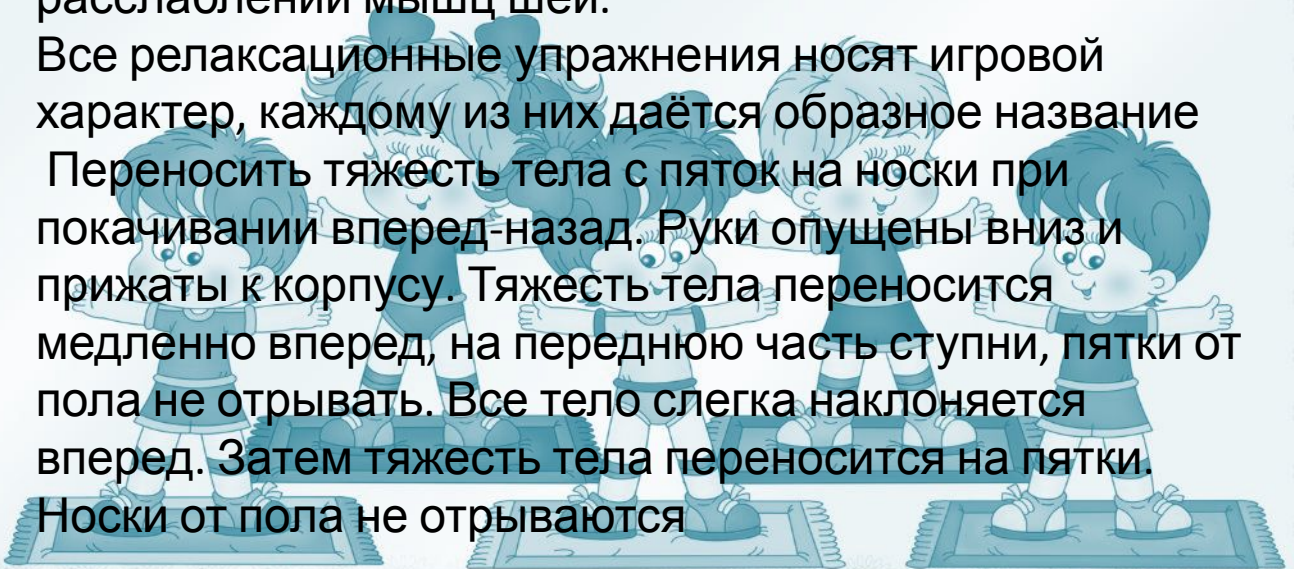 расслаблении мышц шеи.
Все релаксационные упражнения носят игровой
характер, каждому из них даётся образное название
Переносить тяжесть тела с пяток на носки при
покачивании вперед-назад. Руки опущены вниз и
прижаты к корпусу. Тяжесть тела переносится
медленно вперед, на переднюю часть ступни, пятки от
пола не отрывать. Все тело слегка наклоняется
вперед. Затем тяжесть тела переносится на пятки.
Носки от пола не отрываются